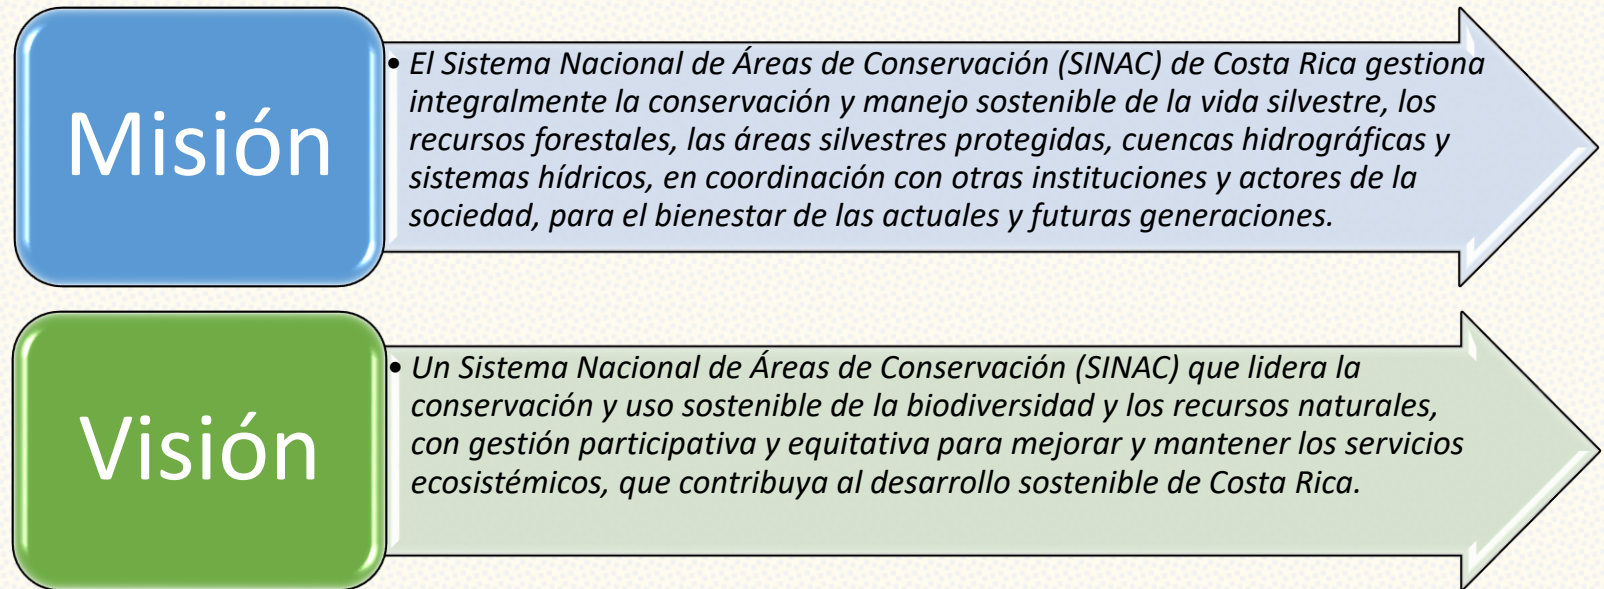 Misión
• El Sistema Nacional de Áreas de Conservación (SINAC) de Costa Rica gestiona
integralmente la conservación y manejo sostenible de la vida silvestre, los
recursos forestales, las áreas silvestres protegidas, cuencas hidrográficas y
sistemas hídricos, en coordinación con otras instituciones y actores de la
sociedad, para el bienestar de las actuales y futuras generaciones.
Visión
• Un Sistema Nacional de Áreas de Conservación (SINAC) que lidera la
conservación y uso sostenible de la biodiversidad y los recursos naturales,
con gestión participativa y equitativa para mejorar y mantener los servicios
ecosistémicos, que contribuya al desarrollo sostenible de Costa Rica.